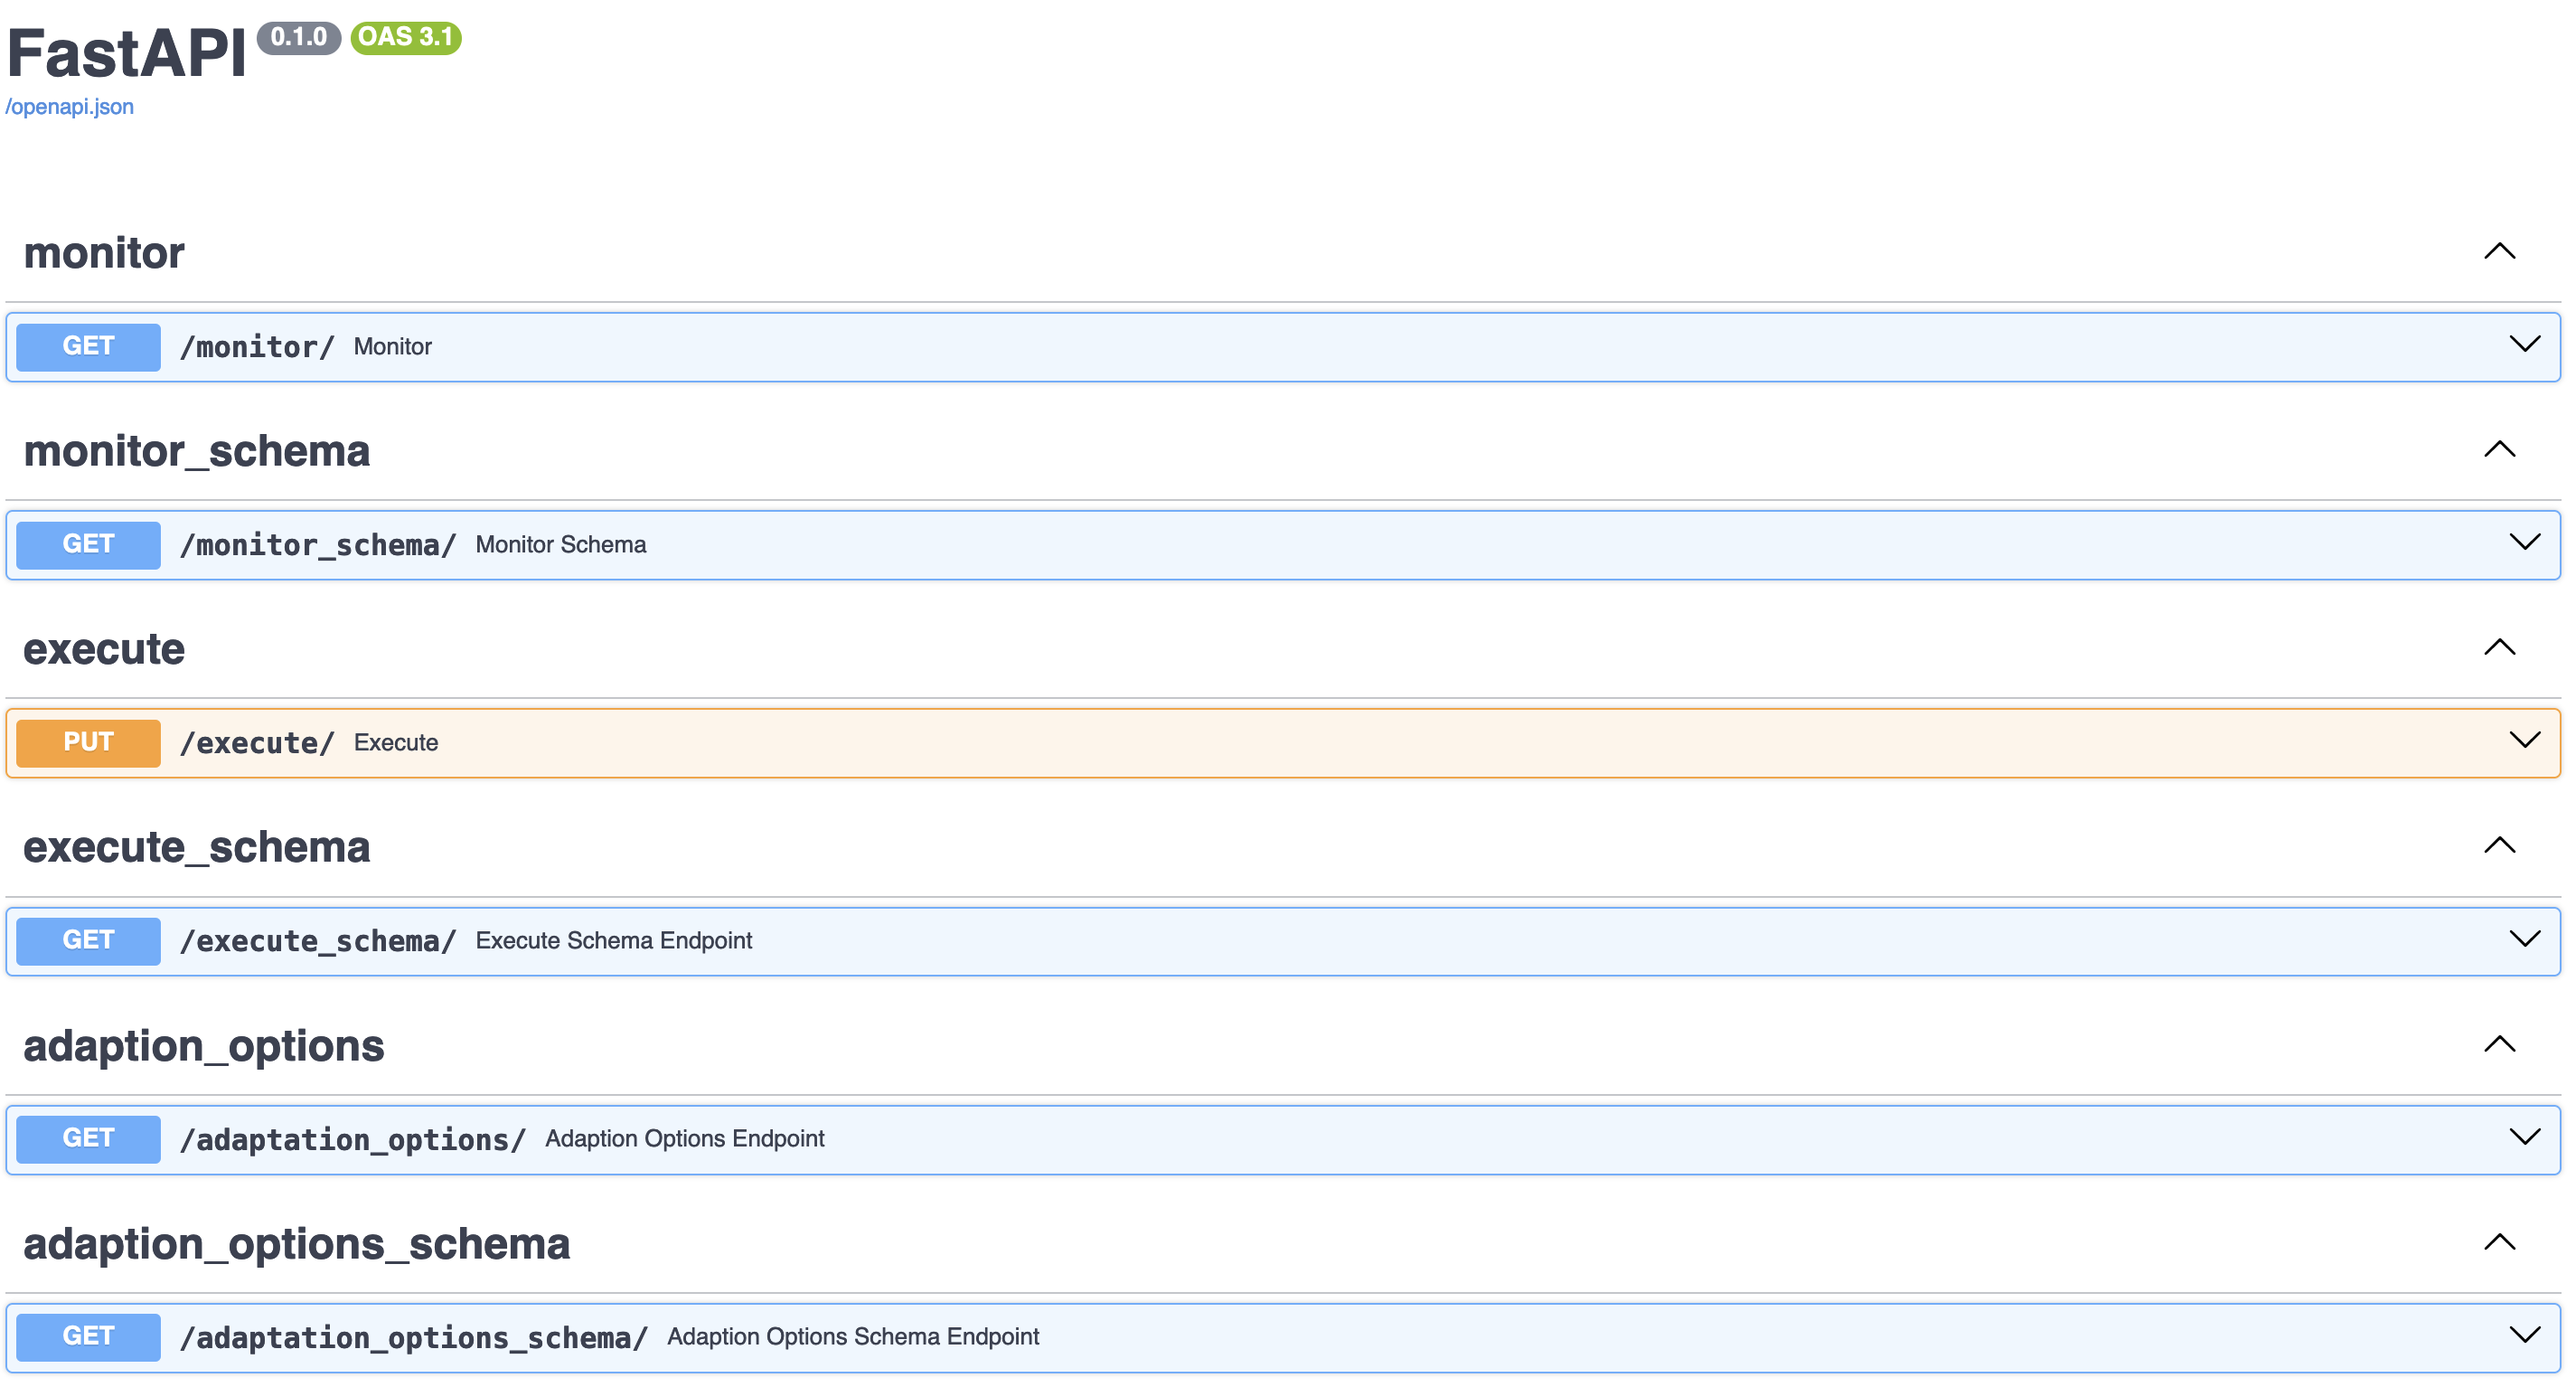 FastAPI 0.1.0 OAS 3.1
/openapi.json
monitor
GET /monitor/ Monitor
monitor_schema
GET /monitor_schema/ Monitor Schema
execute
PUT /execute/ Execute
execute_schema
GET /execute_schema/ Execute Schema Endpoint
adaption_options
GET /adaptation_options/ Adaption Options Endpoint
adaption_options_schema
GET /adaptation_options_schema/ Adaption Options Schema Endpoint